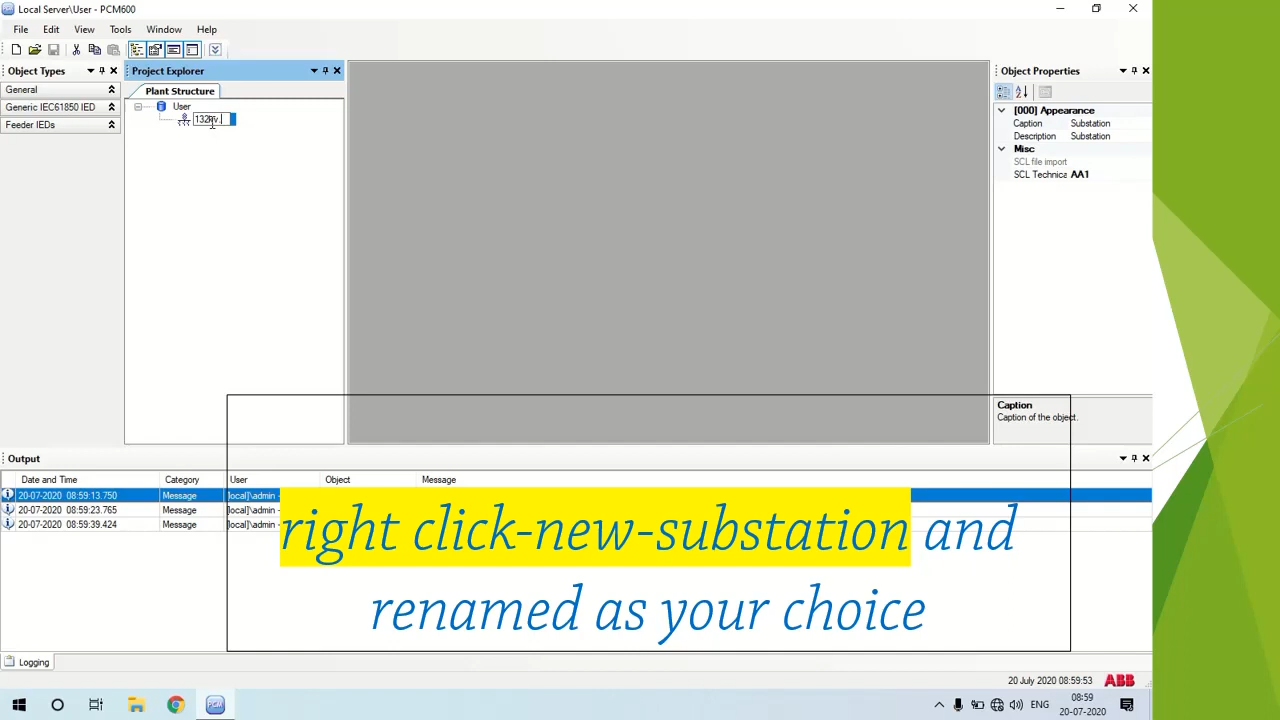 Local Server\User - PCM600
File Edit View Tools Window Help
Object Types
General
Generic IEC61850 IED
Feeder IEDs
Project Explorer
Plant Structure
User
132kv.
Object Properties
[000] Appearance
Caption Substation
Description Substation
Misc
SCL file import
SCL Technica AA1
Caption
Caption of the object.
Output
Date and Time Category User Object Message
20-07-2020 08:59:13.750 Message [local]\admin -
20-07-2020 08:59:23.765 Message [local]\admin -
20-07-2020 08:59:39.424 Message [local]\admin -
right click-new-substation and
renamed as your choice
Logging
20 July 2020 08:59:53 ABB
PCM
ENG
08:59
20-07-2020